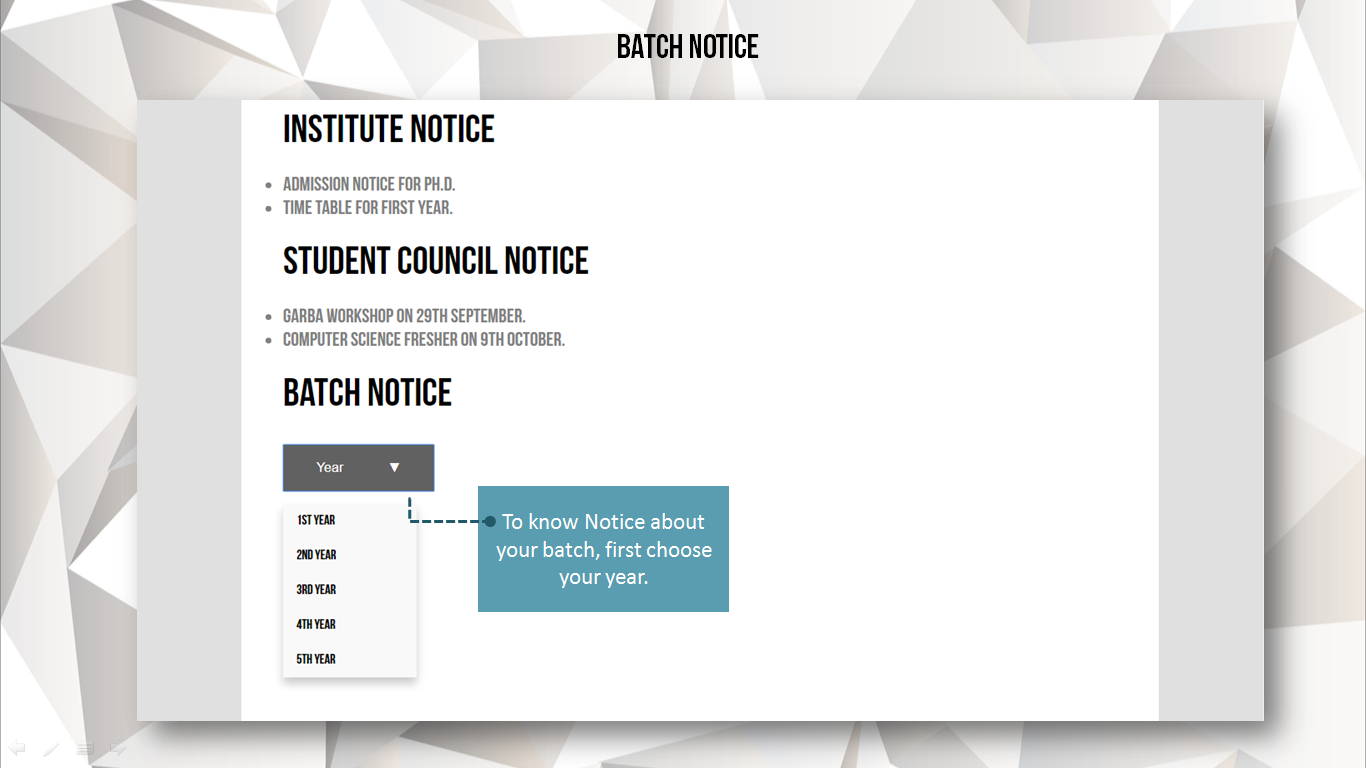 BATCH NOTICE
INSTITUTE NOTICE
ADMISSION NOTICE FOR PH.D.
TIME TABLE FOR FIRST YEAR.
STUDENT COUNCIL NOTICE
GARBA WORKSHOP ON 29TH SEPTEMBER.
COMPUTER SCIENCE FRESHER ON 9TH OCTOBER.
BATCH NOTICE
Year ▼
1ST YEAR
2ND YEAR
3RD YEAR
4TH YEAR
5TH YEAR
To know Notice about
your batch, first choose
your year.